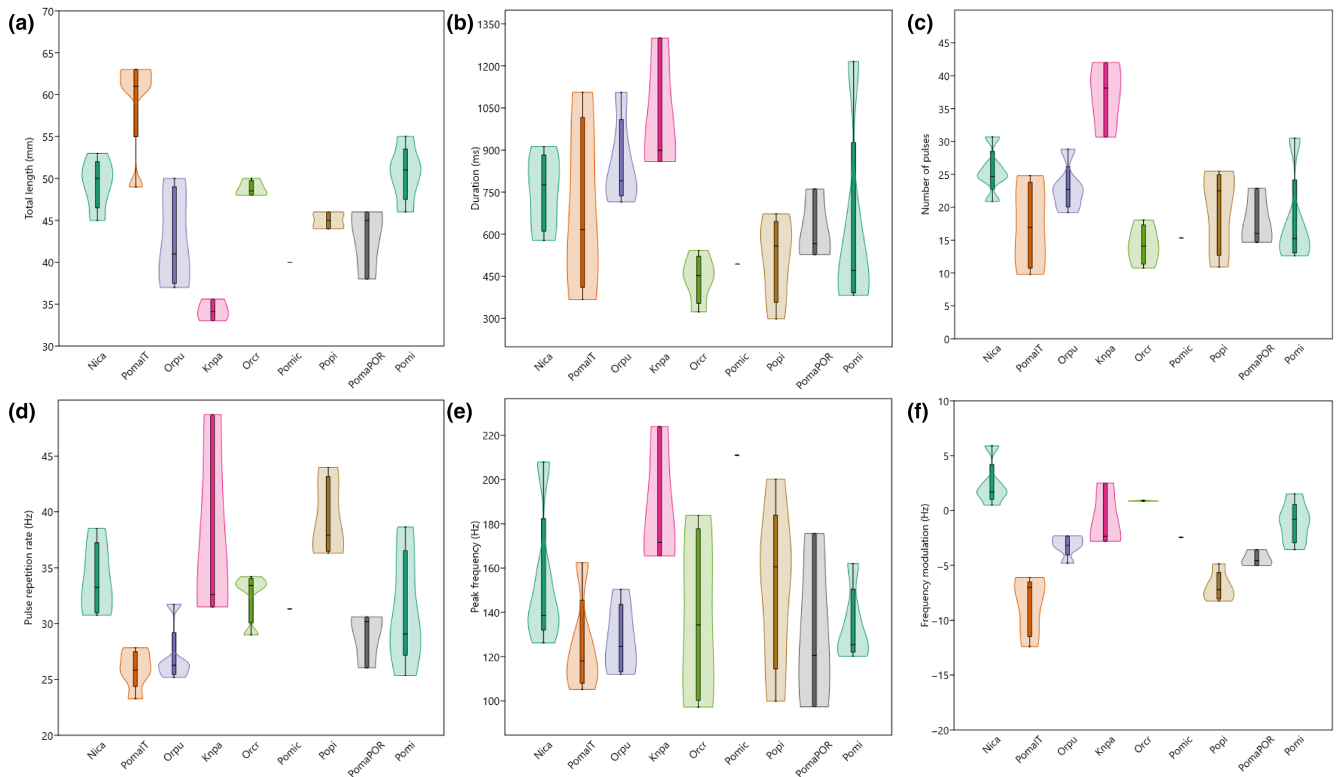 (a)
Total length (mm)
70
65
60
55
50
45
40
35
30
Nica PomaIT Orpu Knpa Orcr Pomic Popi PomaPOR Pomi
(b)
Duration (ms)
1350
1200
1050
900
750
600
450
300
Nica PomaIT Orpu Knpa Orcr Pomic Popi PomaPOR Pomi
(c)
Number of pulses
45
40
35
30
25
20
15
10
5
0
Nica PomaIT Orpu Knpa Orcr Pomic Popi PomaPOR Pomi
(d)
Pulse repetition rate (Hz)
45
40
35
30
25
20
Nica PomaIT Orpu Knpa Orcr Pomic Popi PomaPOR Pomi
(e)
Peak frequency (Hz)
220
200
180
160
140
120
100
Nica PomaIT Orpu Knpa Orcr Pomic Popi PomaPOR Pomi
(f)
Frequency modulation (Hz)
10
5
0
−5
−10
−15
−20
Nica PomaIT Orpu Knpa Orcr Pomic Popi PomaPOR Pomi